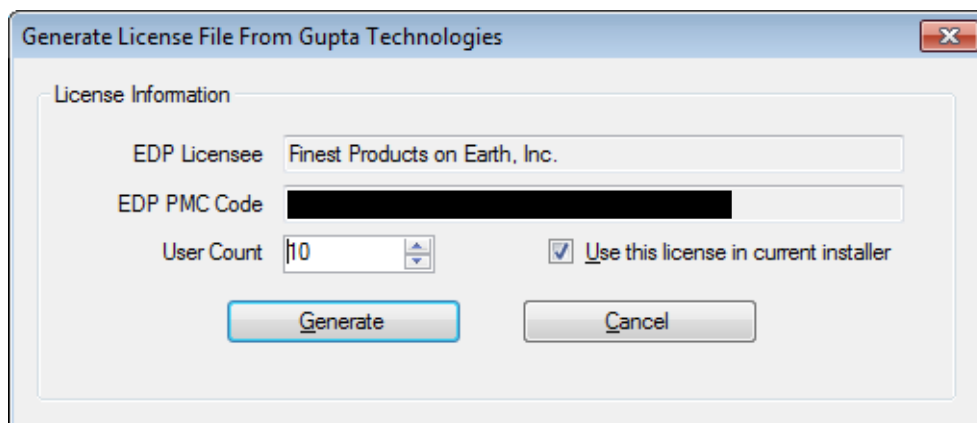 Generate License File From Gupta Technologies
License Information
EDP Licensee Finest Products on Earth, Inc.
EDP PMC Code
User Count 10 Use this license in current installer
Generate Cancel